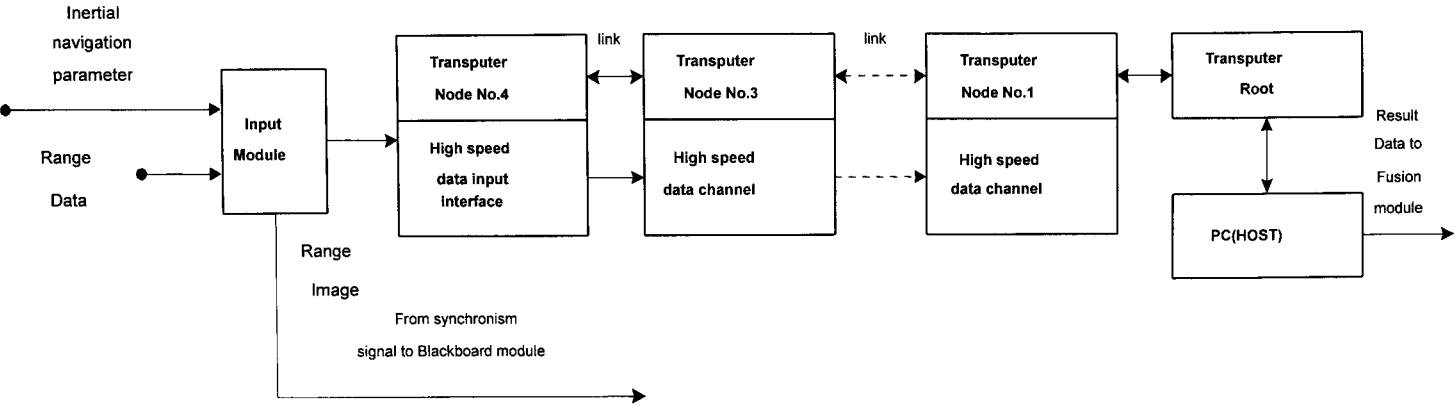 Inertial
navigation
parameter
Range
Data
Input
Module
Transputer
Node No.4
High speed
data input
interface
link
Transputer
Node No.3
High speed
data channel
link
Transputer
Node No.1
High speed
data channel
Transputer
Root
PC(HOST)
Result
Data to
Fusion
module
Range
Image
From synchronism
signal to Blackboard module